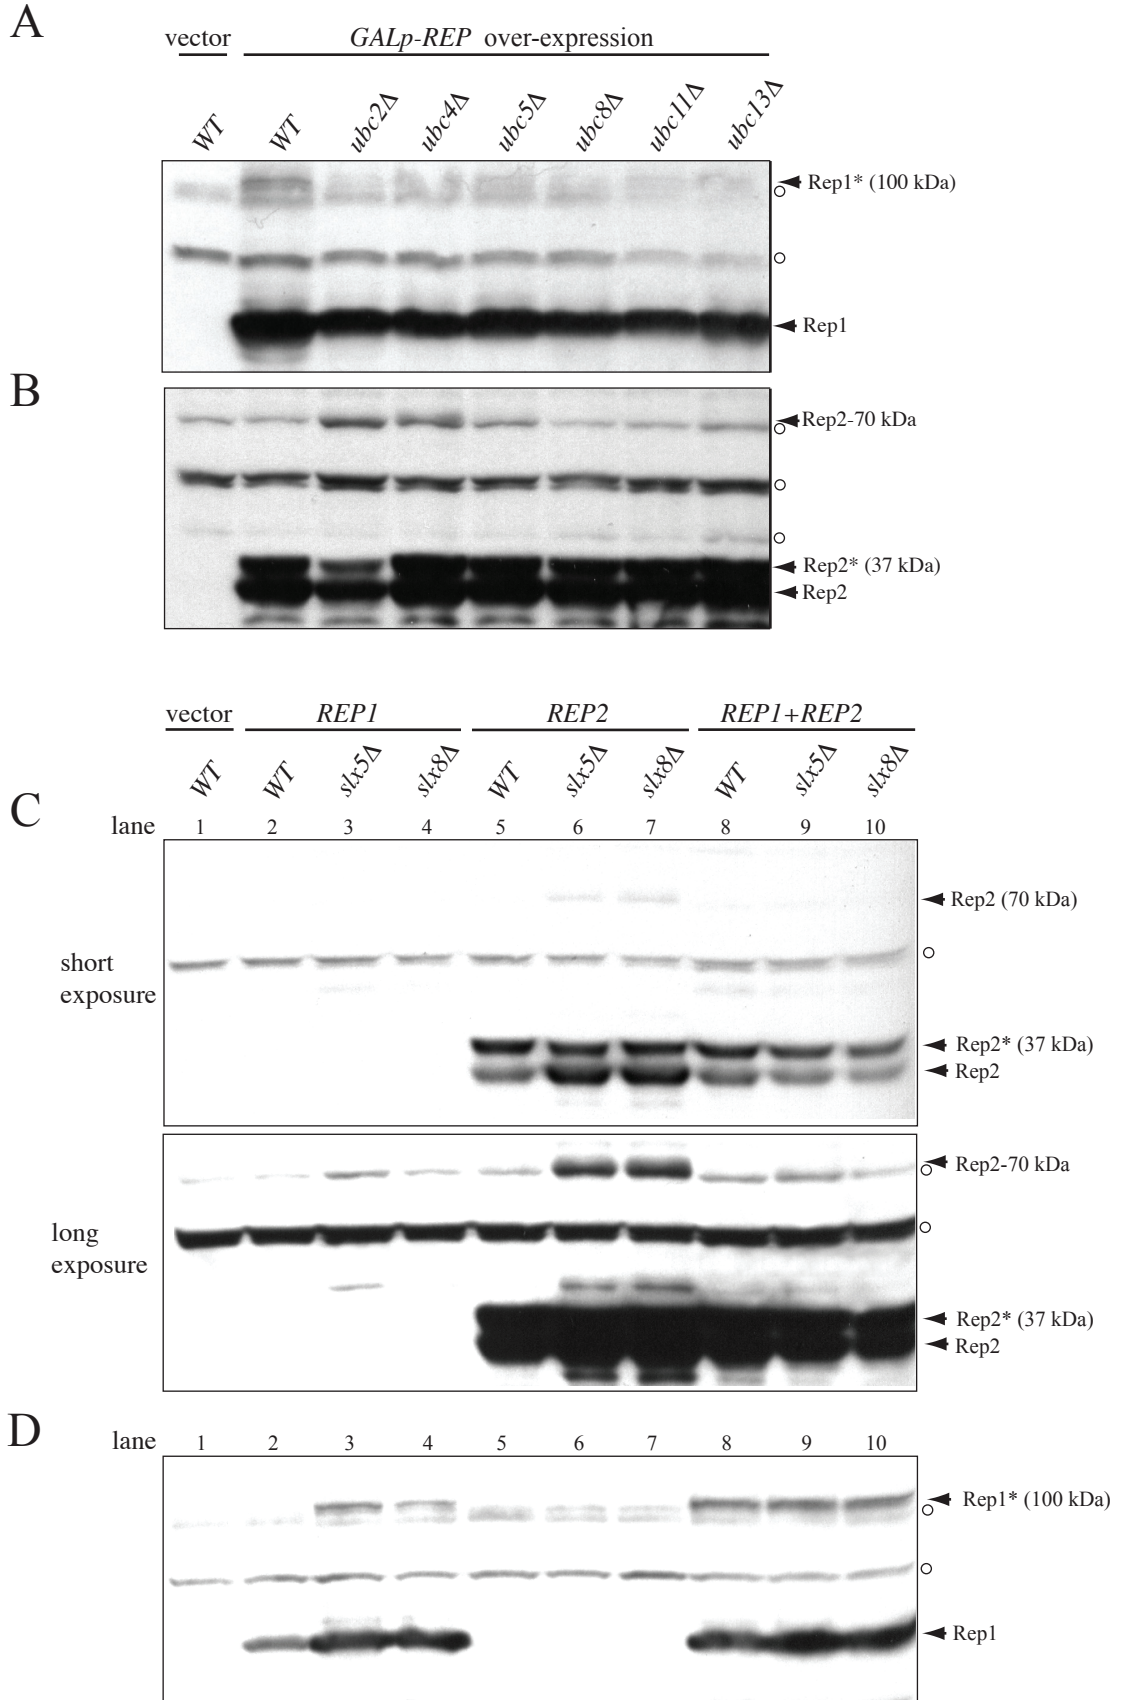 A
vector GALp-REP over-expression
WT WT ubc2Δ ubc4Δ ubc5Δ ubc8Δ ubc11Δ ubc13Δ
Rep1* (100 kDa)
Rep1
B
Rep2-70 kDa
Rep2* (37 kDa)
Rep2
vector REP1 REP2 REP1+REP2
WT WT slx5Δ slx8Δ WT slx5Δ slx8Δ WT slx5Δ slx8Δ
C
lane 1 2 3 4 5 6 7 8 9 10
Rep2 (70 kDa)
short
exposure
Rep2* (37 kDa)
Rep2
Rep2-70 kDa
long
exposure
Rep2* (37 kDa)
Rep2
D
lane 1 2 3 4 5 6 7 8 9 10
Rep1* (100 kDa)
Rep1